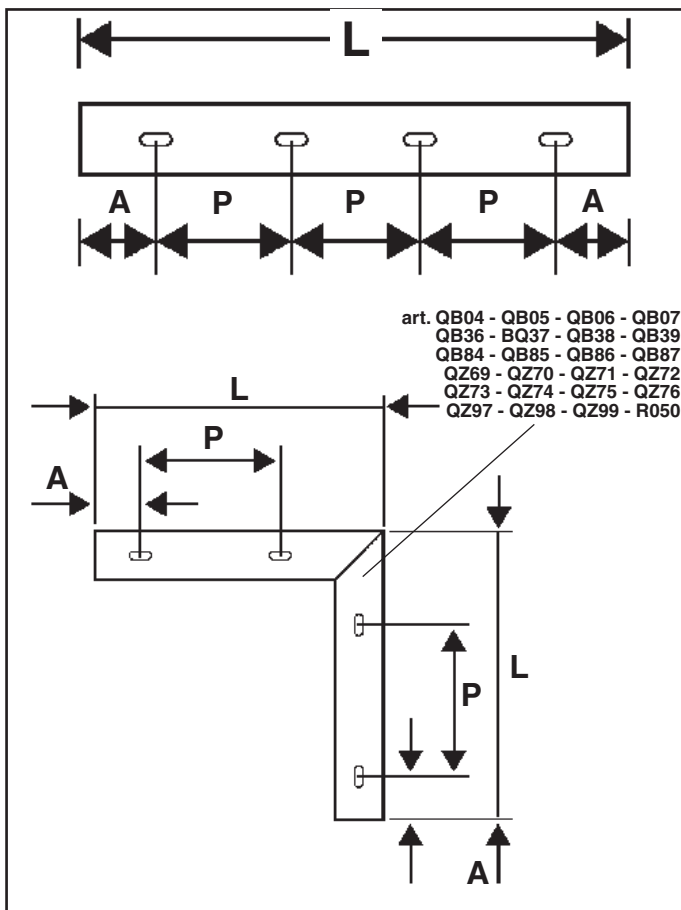 L
A P P P A
art. QB04 - QB05 - QB06 - QB07
QB36 - BQ37 - QB38 - QB39
QB84 - QB85 - QB86 - QB87
QZ69 - QZ70 - QZ71 - QZ72
QZ73 - QZ74 - QZ75 - QZ76
QZ97 - QZ98 - QZ99 - R050
L
P
A
L
P
A